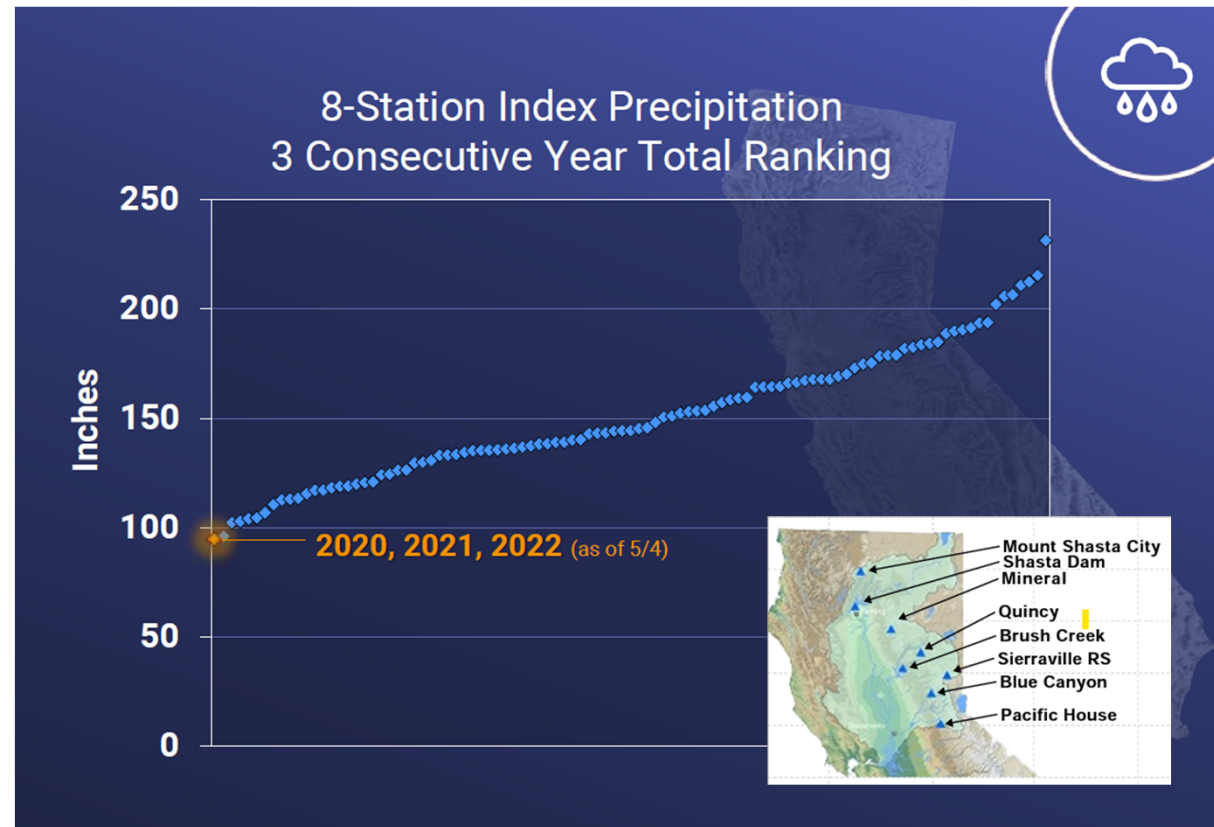 8-Station Index Precipitation
3 Consecutive Year Total Ranking
250
200
150
100
50
0
Inches
2020, 2021, 2022 (as of 5/4)
Mount Shasta City
Shasta Dam
Mineral
Quincy
Brush Creek
Sierraville RS
Blue Canyon
Pacific House